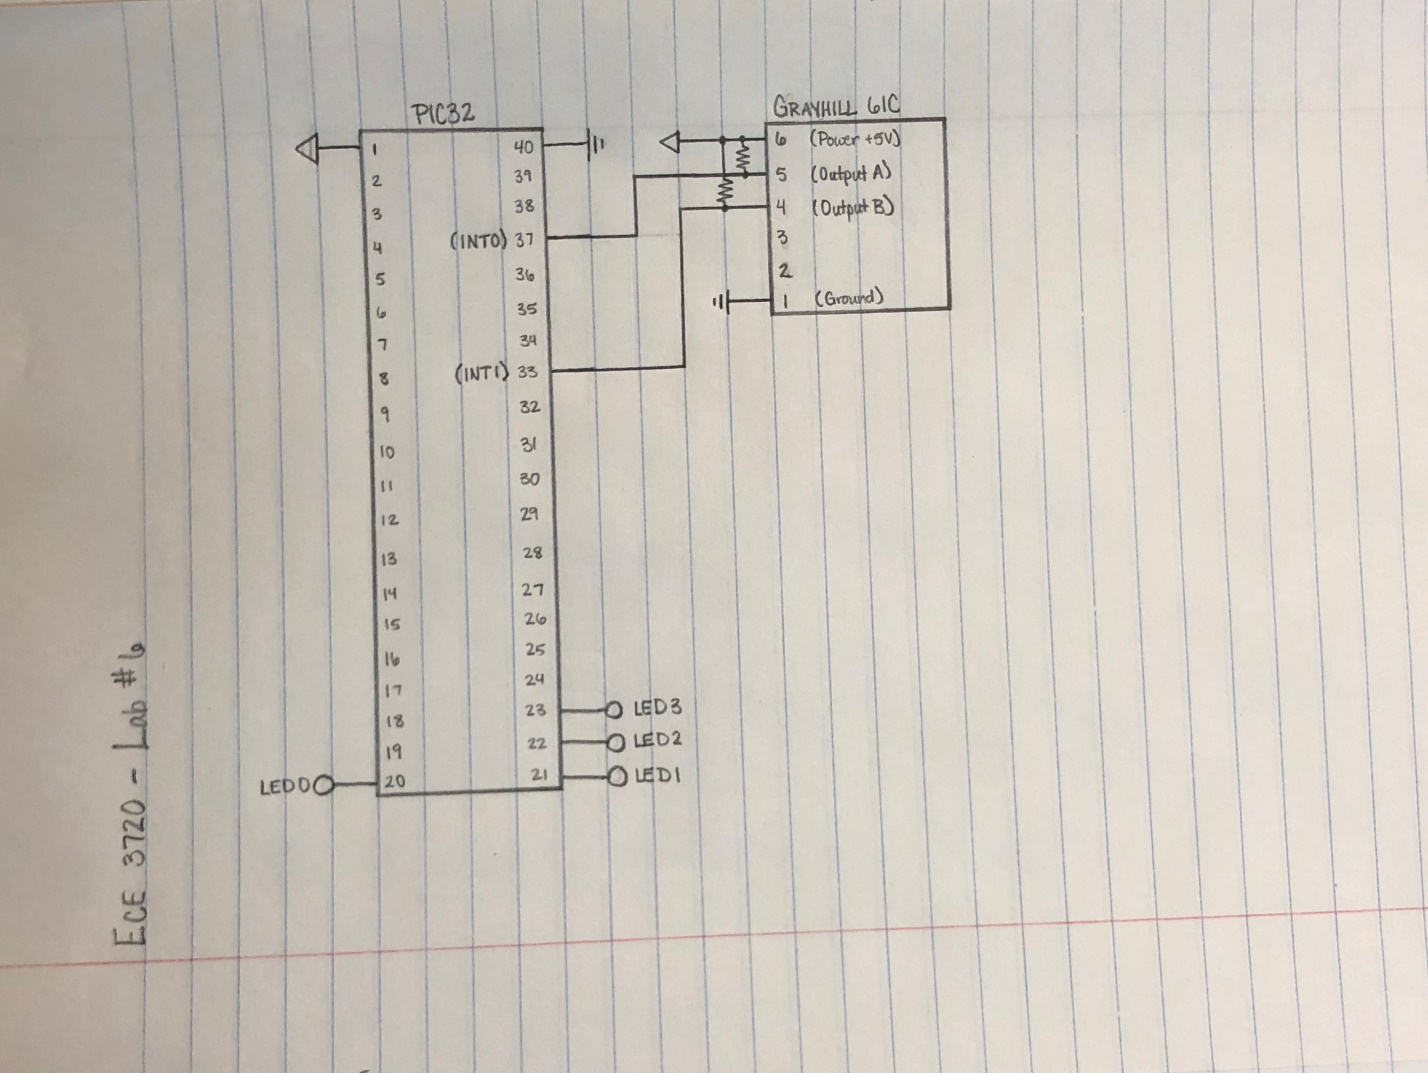 ECE 3720 - Lab #6
PIC32
1
2
3
4
5
6
7
8
9
10
11
12
13
14
15
16
17
18
19
LED0 20
40
39
38
(INT0) 37
36
35
34
(INT1) 33
32
31
30
29
28
27
26
25
24
23 LED3
22 LED2
21 LED1
GRAYHILL 61C
6 (Power +5V)
5 (Output A)
4 (Output B)
3
2
1 (Ground)